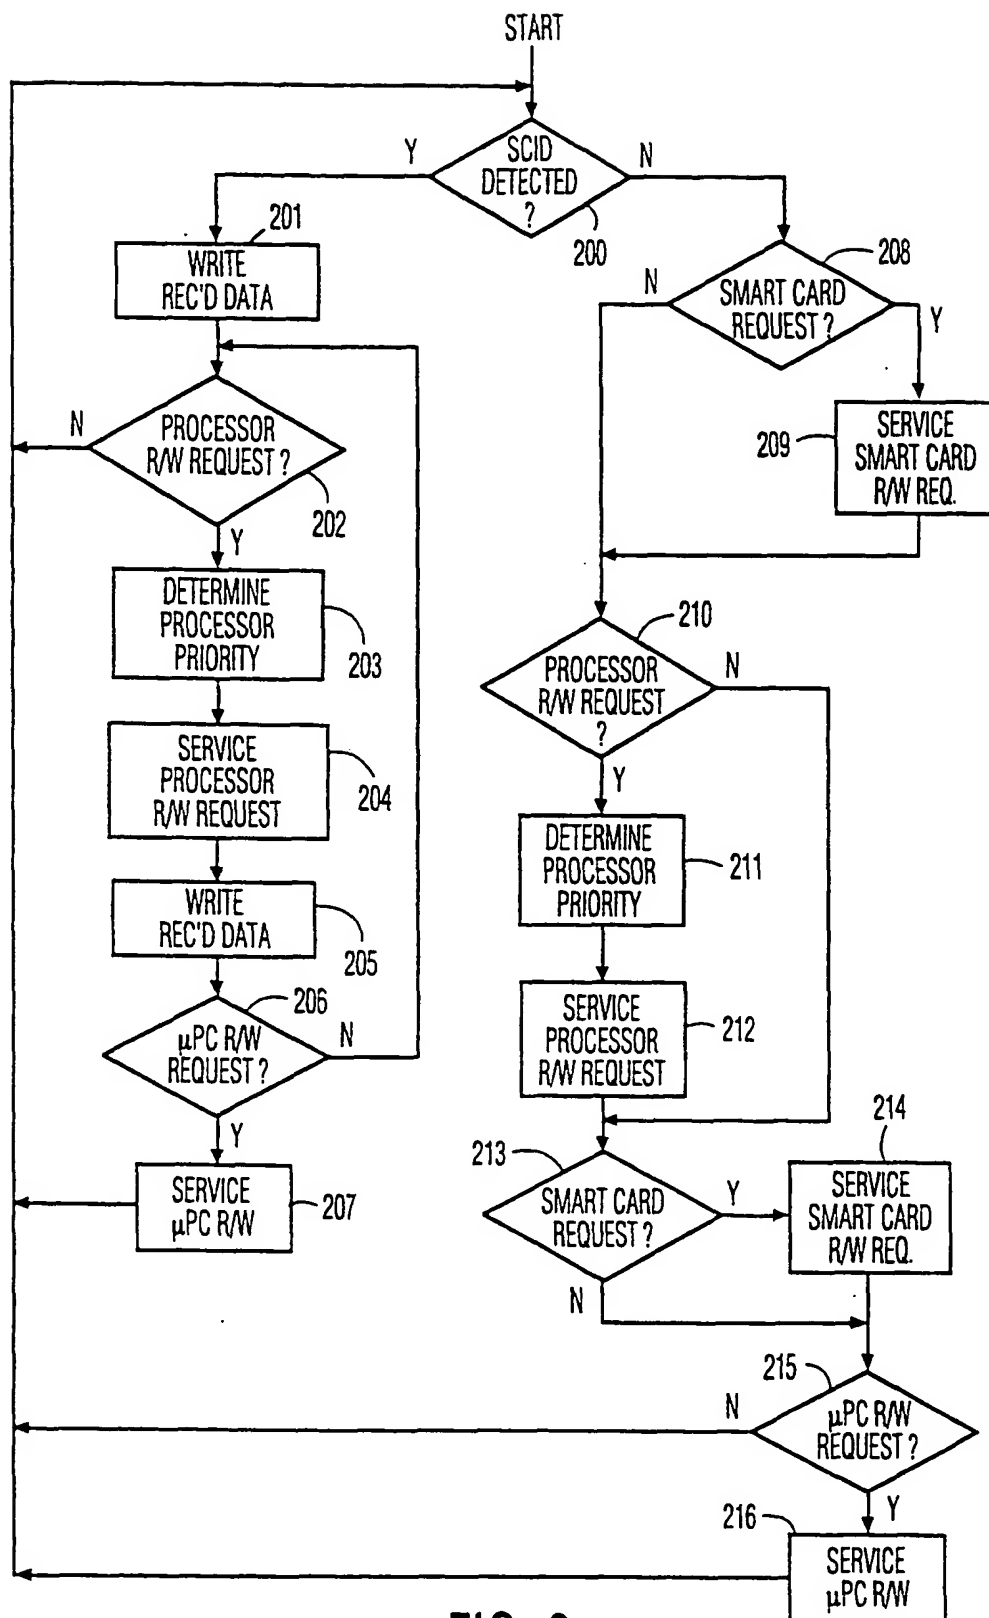 START
SCID
DETECTED
?
Y
N
200
201
WRITE
REC'D DATA
208
SMART CARD
REQUEST ?
N
Y
PROCESSOR
R/W REQUEST ?
N
202
Y
209
SERVICE
SMART CARD
R/W REQ.
DETERMINE
PROCESSOR
PRIORITY
203
210
PROCESSOR
R/W REQUEST
?
N
Y
SERVICE
PROCESSOR
R/W REQUEST
204
DETERMINE
PROCESSOR
PRIORITY
211
WRITE
REC'D DATA
205
206
µPC R/W
REQUEST ?
N
Y
SERVICE
PROCESSOR
R/W REQUEST
212
SERVICE
µPC R/W
207
213
SMART CARD
REQUEST ?
Y
N
214
SERVICE
SMART CARD
R/W REQ.
215
µPC R/W
REQUEST ?
N
Y
216
SERVICE
µPC R/W